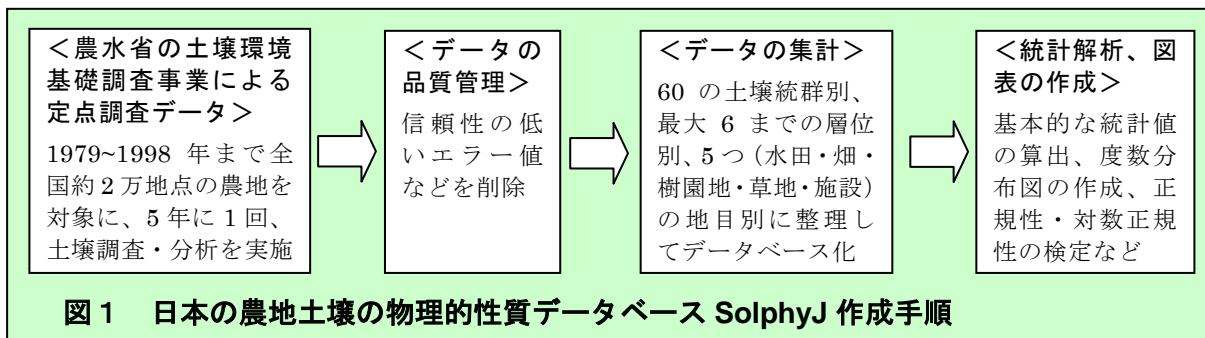 ＜農水省の土壌環境
基礎調査事業による
定点調査データ＞
1979~1998 年まで全
国約２万地点の農地を
対象に、５年に１回、
土壌調査・分析を実施
＜データの
品質管理＞
信頼性の低
いエラー値
などを削除
＜データの集計＞
60 の土壌統群別、
最大 6 までの層位
別、5 つ（水田・畑・
樹園地・草地・施設）
の地目別に整理し
てデータベース化
＜統計解析、図
表の作成＞
基本的な統計値
の算出、度数分
布図の作成、正
規性・対数正規
性の検定など
図１　日本の農地土壌の物理的性質データベース SolphyJ 作成手順